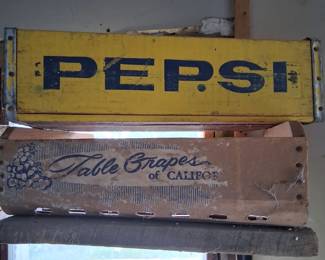 PEPSI
Table Grapes
of CALIFOR